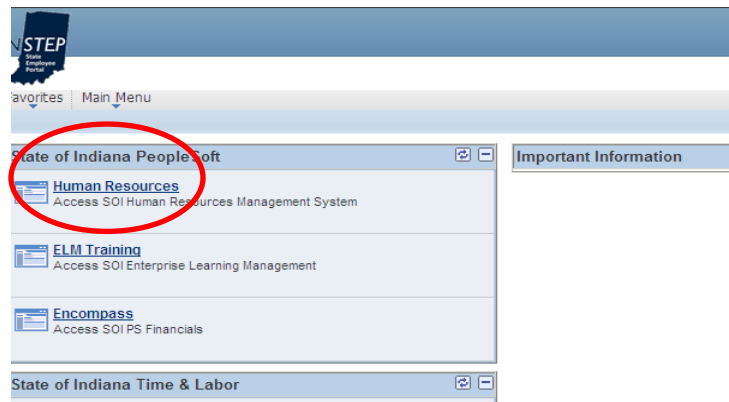 NSTEP
State
Employee
Portal
avorites Main Menu
State of Indiana PeopleSoft
Important Information
Human Resources
Access SOI Human Resources Management System
ELM Training
Access SOI Enterprise Learning Management
Encompass
Access SOI PS Financials
State of Indiana Time & Labor